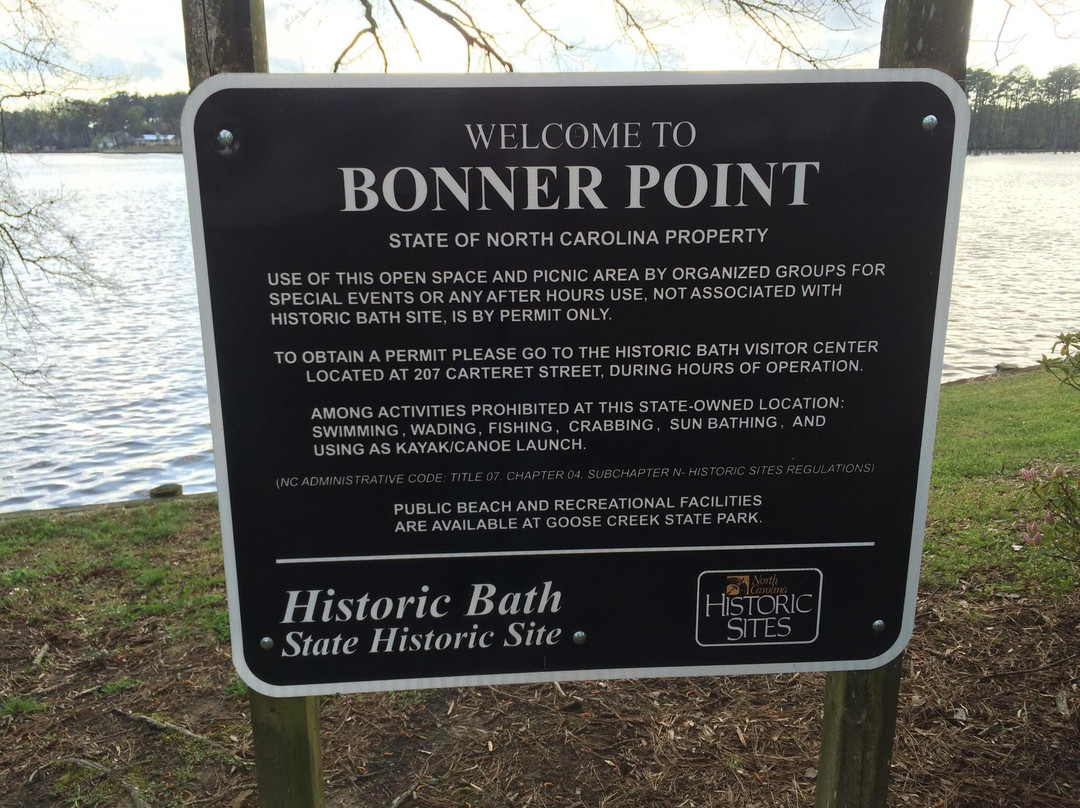 WELCOME TO
BONNER POINT
STATE OF NORTH CAROLINA PROPERTY
USE OF THIS OPEN SPACE AND PICNIC AREA BY ORGANIZED GROUPS FOR
SPECIAL EVENTS OR ANY AFTER HOURS USE, NOT ASSOCIATED WITH
HISTORIC BATH SITE, IS BY PERMIT ONLY.
TO OBTAIN A PERMIT PLEASE GO TO THE HISTORIC BATH VISITOR CENTER
LOCATED AT 207 CARTERET STREET, DURING HOURS OF OPERATION.
AMONG ACTIVITIES PROHIBITED AT THIS STATE-OWNED LOCATION:
SWIMMING, WADING, FISHING, CRABBING, SUN BATHING, AND
USING AS KAYAK/CANOE LAUNCH.
(NC ADMINISTRATIVE CODE: TITLE 07. CHAPTER 04. SUBCHAPTER N- HISTORIC SITES REGULATIONS)
PUBLIC BEACH AND RECREATIONAL FACILITIES
ARE AVAILABLE AT GOOSE CREEK STATE PARK.
Historic Bath
State Historic Site
North
Carolina
HISTORIC
SITES